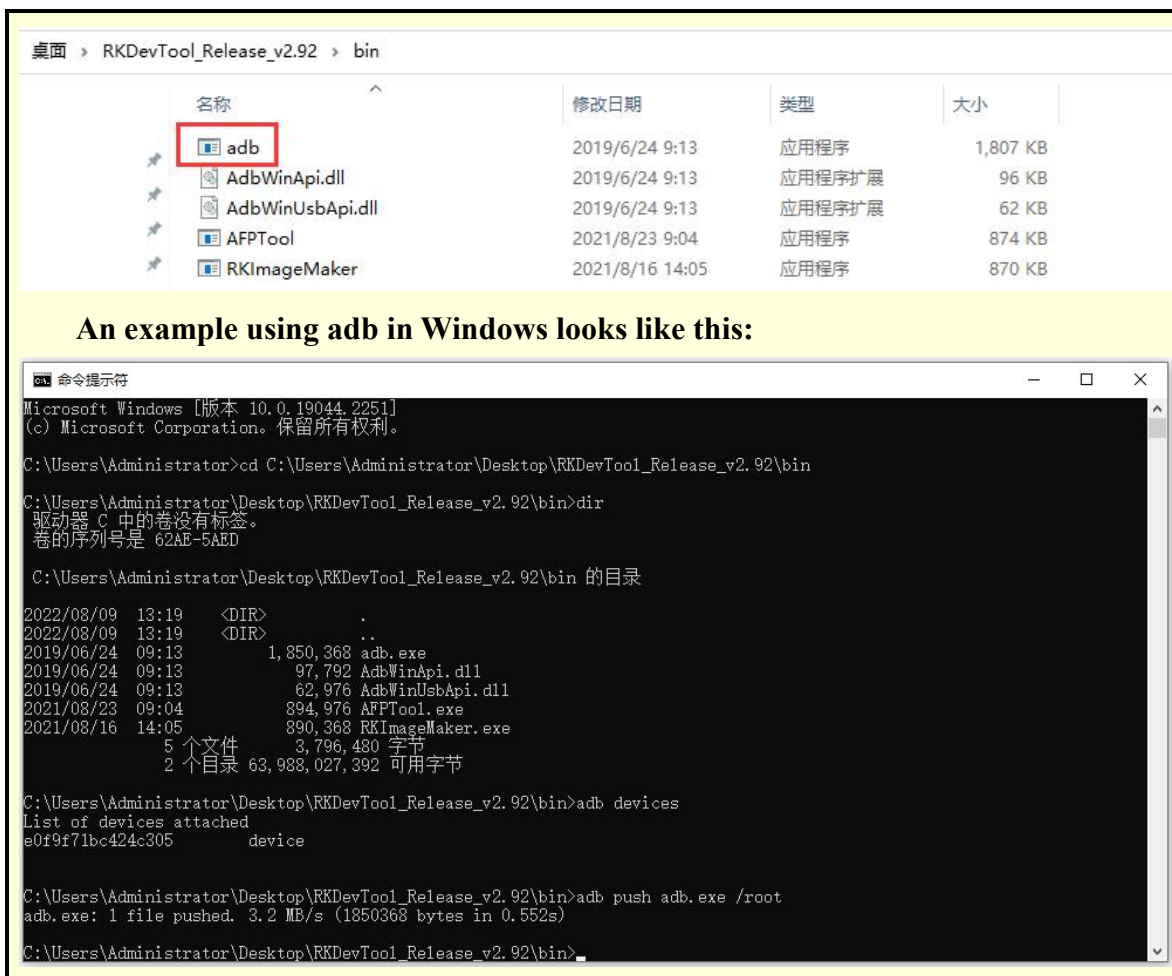 桌面 › RKDevTool_Release_v2.92 › bin
名称 修改日期 类型 大小
adb 2019/6/24 9:13 应用程序 1,807 KB
AdbWinApi.dll 2019/6/24 9:13 应用程序扩展 96 KB
AdbWinUsbApi.dll 2019/6/24 9:13 应用程序扩展 62 KB
AFPTool 2021/8/23 9:04 应用程序 874 KB
RKImageMaker 2021/8/16 14:05 应用程序 870 KB
An example using adb in Windows looks like this:
命令提示符
Microsoft Windows [版本 10.0.19044.2251]
(c) Microsoft Corporation。保留所有权利。
C:\Users\Administrator>cd C:\Users\Administrator\Desktop\RKDevTool_Release_v2.92\bin
C:\Users\Administrator\Desktop\RKDevTool_Release_v2.92\bin>dir
驱动器 C 中的卷没有标签。
卷的序列号是 62AE-5AED
C:\Users\Administrator\Desktop\RKDevTool_Release_v2.92\bin 的目录
2022/08/09 13:19 <DIR> .
2022/08/09 13:19 <DIR> ..
2019/06/24 09:13 1,850,368 adb.exe
2019/06/24 09:13 97,792 AdbWinApi.dll
2019/06/24 09:13 62,976 AdbWinUsbApi.dll
2021/08/23 09:04 894,976 AFPTool.exe
2021/08/16 14:05 890,368 RKImageMaker.exe
5 个文件 3,796,480 字节
2 个目录 63,988,027,392 可用字节
C:\Users\Administrator\Desktop\RKDevTool_Release_v2.92\bin>adb devices
List of devices attached
e0f9f71bc424c305 device
C:\Users\Administrator\Desktop\RKDevTool_Release_v2.92\bin>adb push adb.exe /root
adb.exe: 1 file pushed. 3.2 MB/s (1850368 bytes in 0.552s)
C:\Users\Administrator\Desktop\RKDevTool_Release_v2.92\bin>